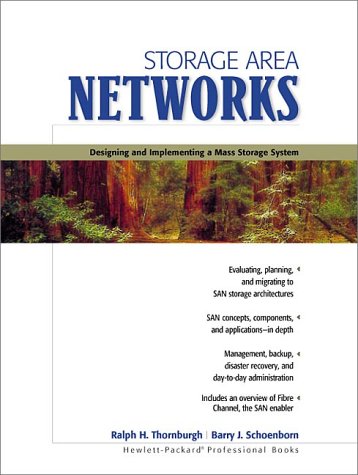 STORAGE AREA
NETWORKS
Designing and Implementing a Mass Storage System
Evaluating, planning,
and migrating to
SAN storage architectures
SAN concepts, components,
and applications—in depth
Management, backup,
disaster recovery, and
day-to-day administration
Includes an overview of Fibre
Channel, the SAN enabler
Ralph H. Thornburgh | Barry J. Schoenborn
Hewlett-Packard® Professional Books